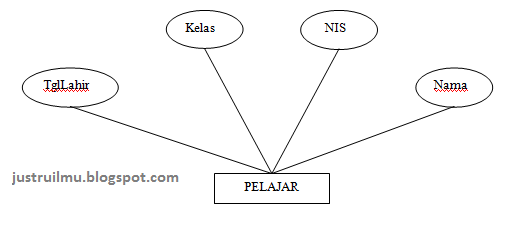 Kelas
NIS
TglLahir
Nama
justruilmu.blogspot.com
PELAJAR